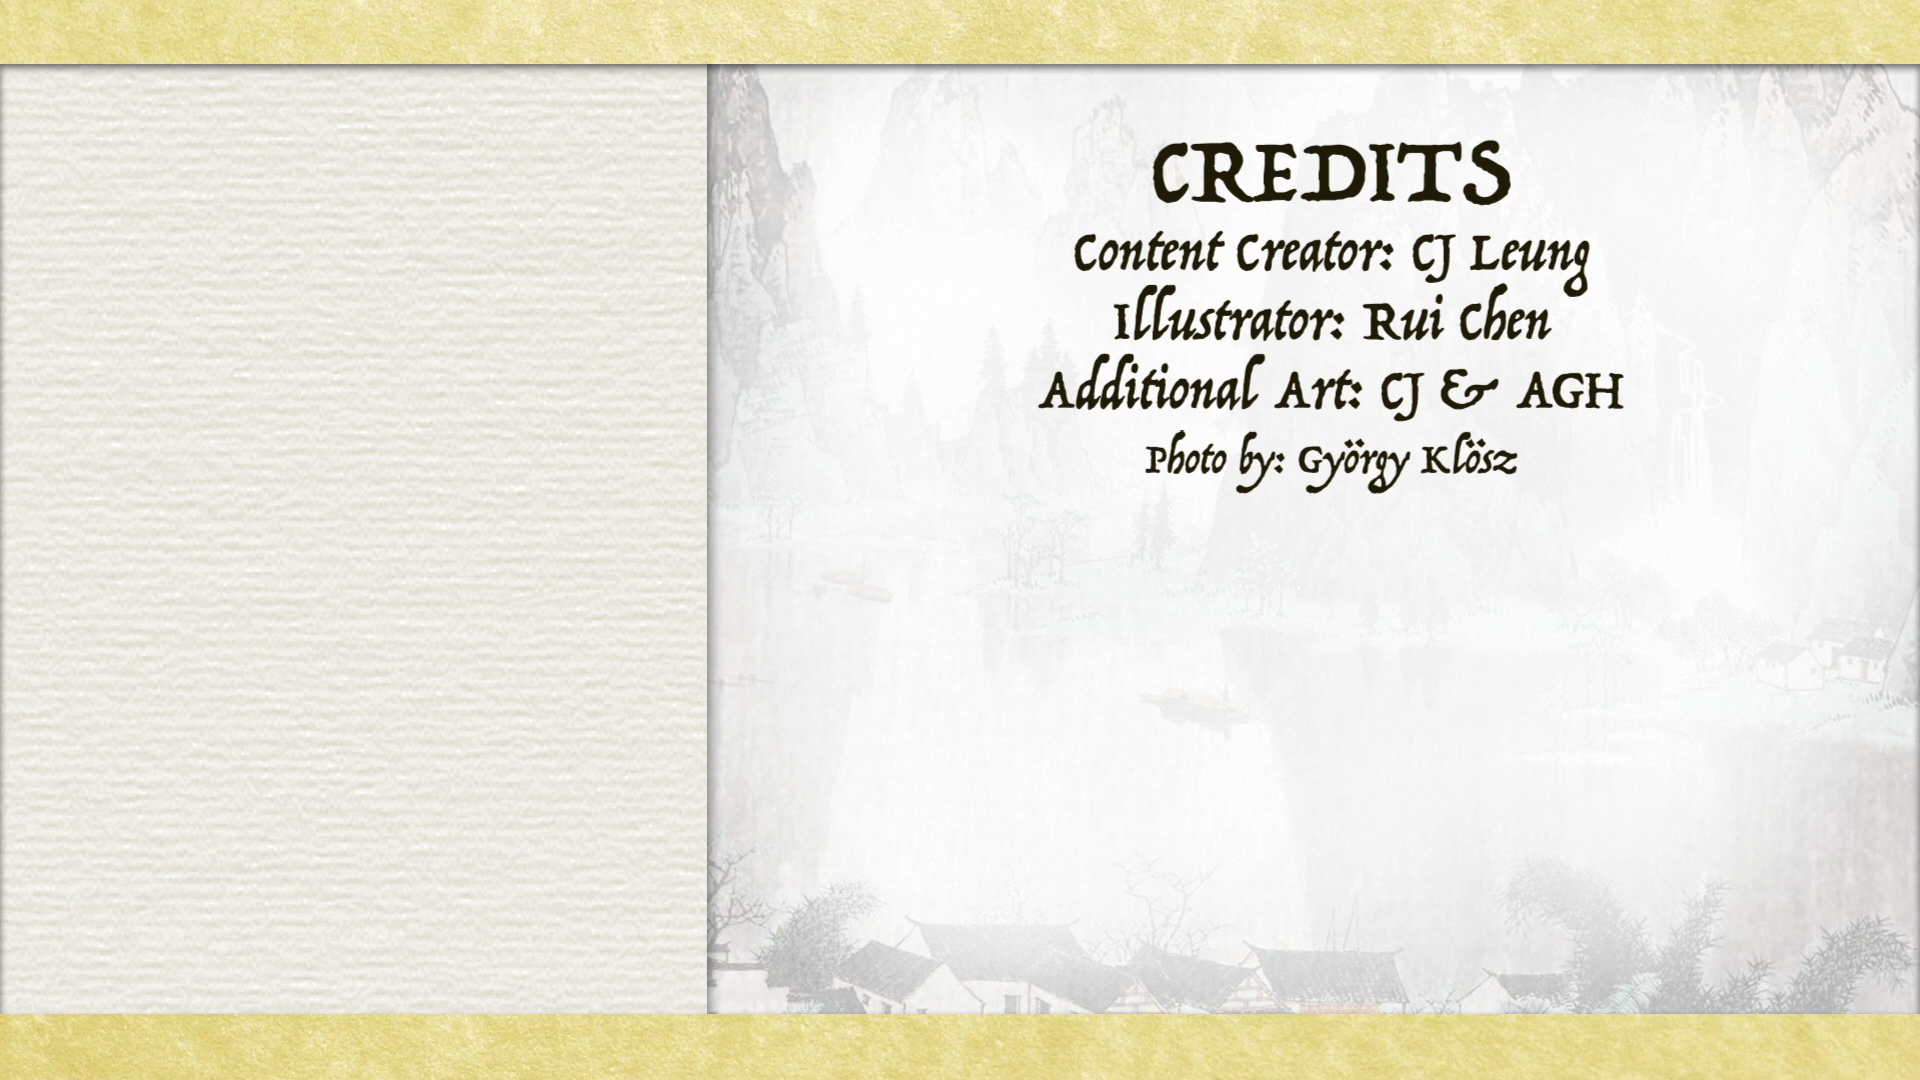 CREDITS
Content Creator: CJ Leung
Illustrator: Rui Chen
Additional Art: CJ & AGH
Photo by: György Klösz